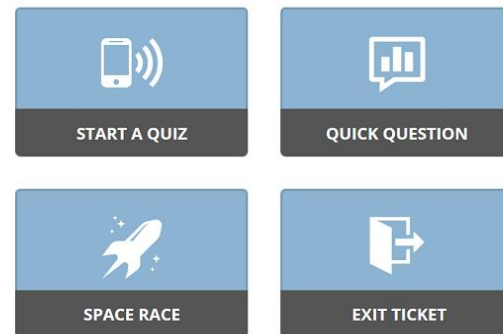 START A QUIZ
QUICK QUESTION
SPACE RACE
EXIT TICKET